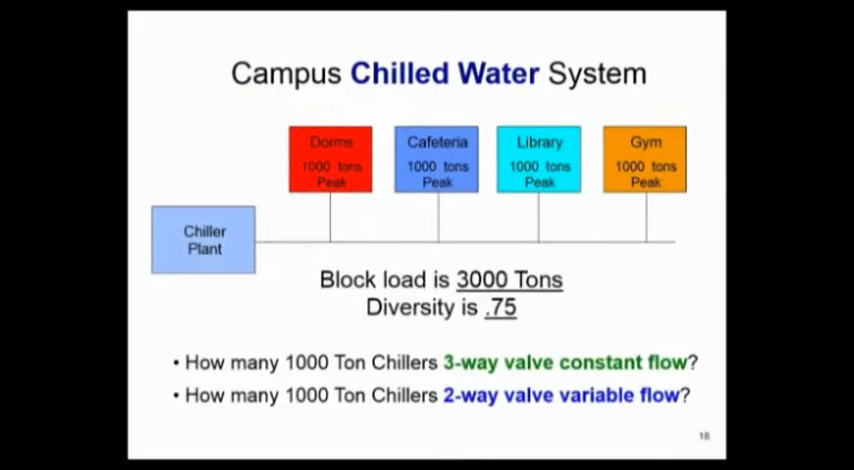 Campus Chilled Water System
Dorms
1000 tons
Peak
Cafeteria
1000 tons
Peak
Library
1000 tons
Peak
Gym
1000 tons
Peak
Chiller
Plant
Block load is 3000 Tons
Diversity is .75
• How many 1000 Ton Chillers 3-way valve constant flow?
• How many 1000 Ton Chillers 2-way valve variable flow?
18